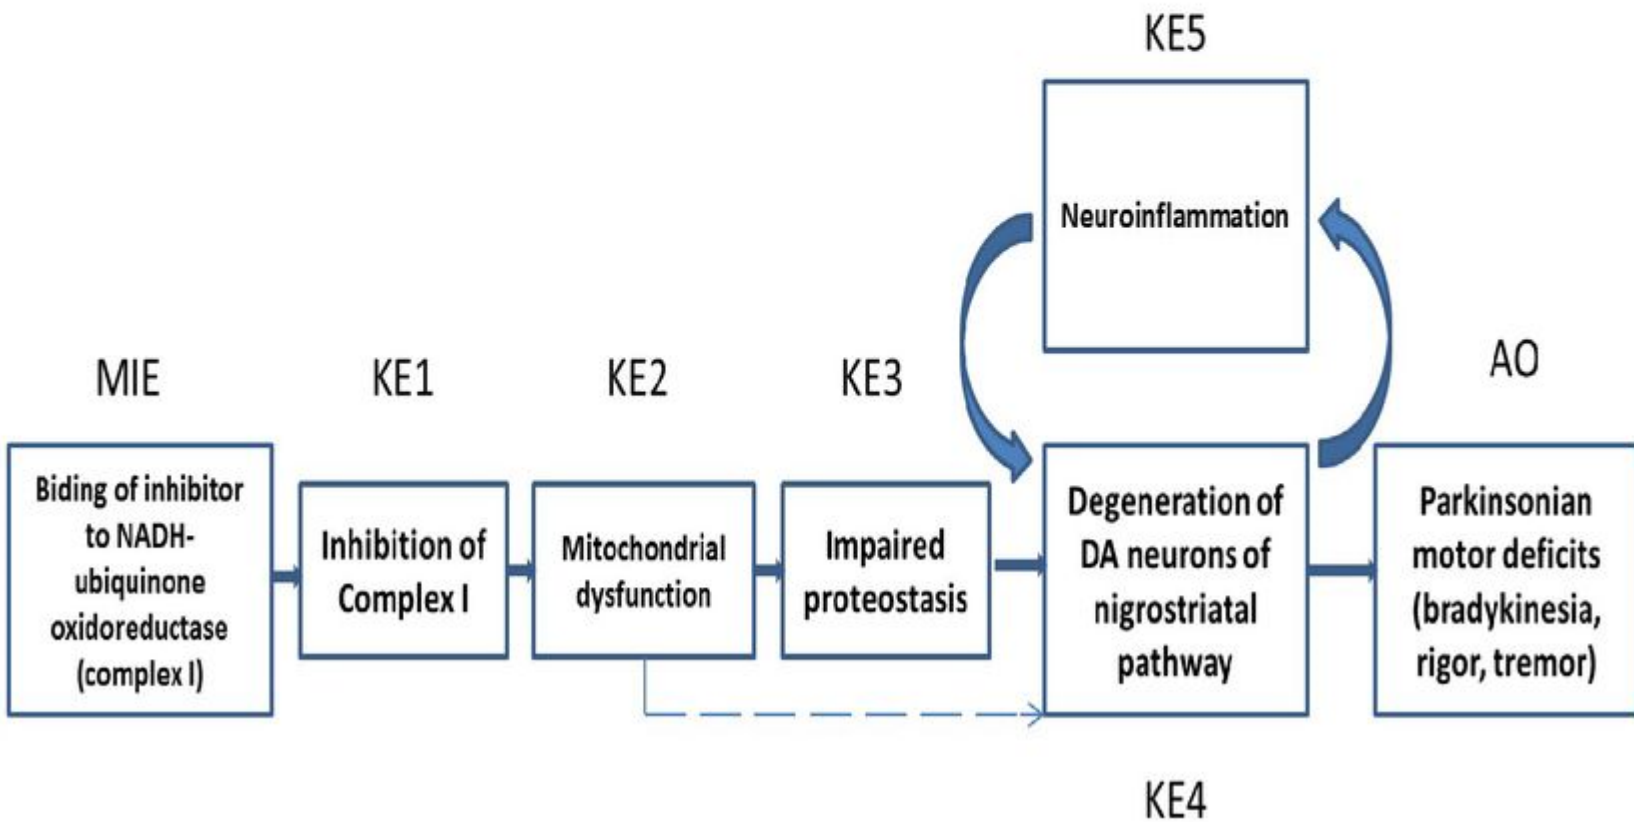 KE5
Neuroinflammation
MIE
KE1
KE2
KE3
AO
Biding of inhibitor
to NADH-
ubiquinone
oxidoreductase
(complex I)
Inhibition of
Complex I
Mitochondrial
dysfunction
Impaired
proteostasis
Degeneration of
DA neurons of
nigrostriatal
pathway
Parkinsonian
motor deficits
(bradykinesia,
rigor, tremor)
KE4